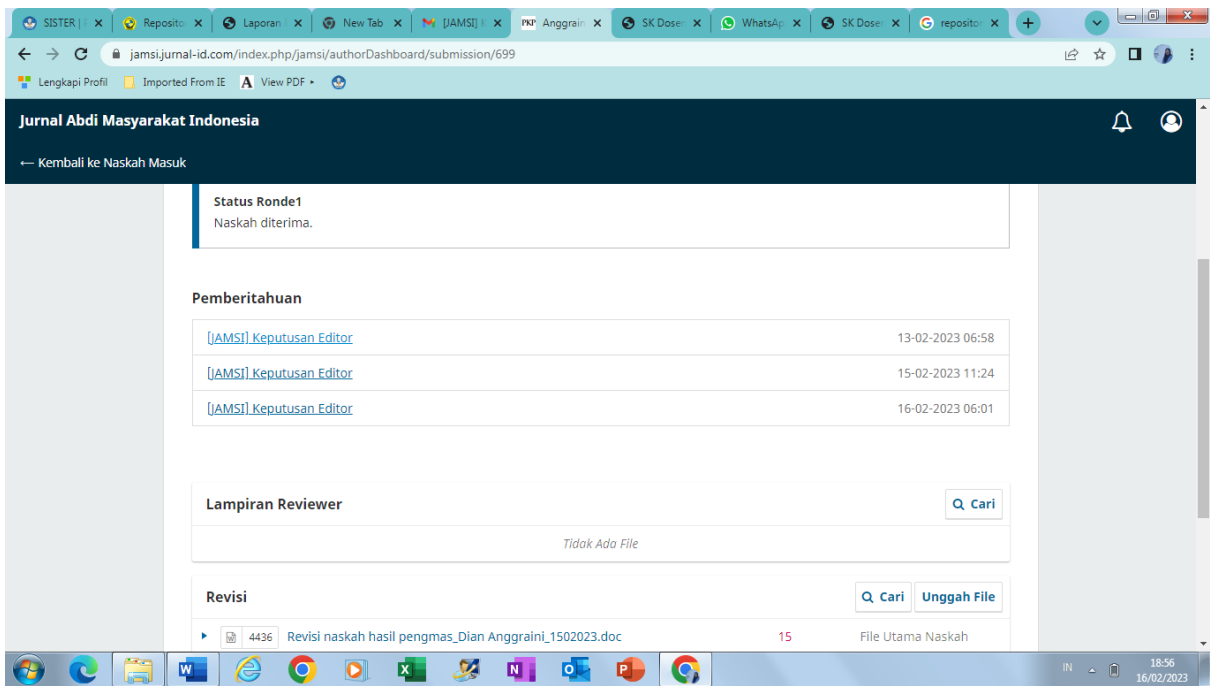 SISTER | F
Reposito
Laporan
New Tab
[JAMSI]
PKP Anggrain
SK Dosen
WhatsAp
SK Dosen
reposito
jamsi.jurnal-id.com/index.php/jamsi/authorDashboard/submission/699
Lengkapi Profil
Imported From IE
View PDF
Jurnal Abdi Masyarakat Indonesia
← Kembali ke Naskah Masuk
Status Ronde1
Naskah diterima.
Pemberitahuan
[JAMSI] Keputusan Editor 13-02-2023 06:58
[JAMSI] Keputusan Editor 15-02-2023 11:24
[JAMSI] Keputusan Editor 16-02-2023 06:01
Lampiran Reviewer Cari
Tidak Ada File
Revisi Cari Unggah File
4436 Revisi naskah hasil pengmas_Dian Anggraini_1502023.doc 15 File Utama Naskah
IN 18:56
16/02/2023